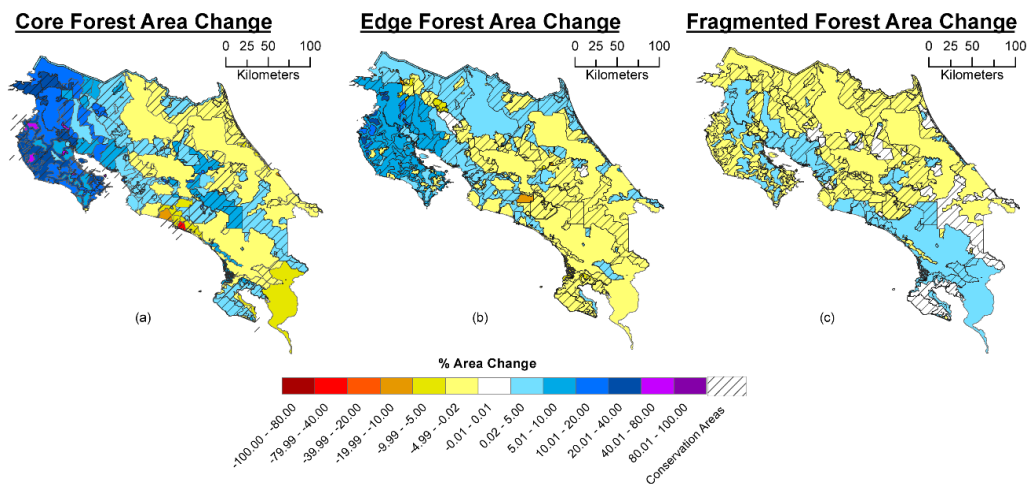 Core Forest Area Change
Edge Forest Area Change
Fragmented Forest Area Change
0 25 50 100
Kilometers
0 25 50 100
Kilometers
0 25 50 100
Kilometers
(a)
(b)
(c)
% Area Change
-100.00 - -80.00
-79.99 - -40.00
-39.99 - -20.00
-19.99 - -10.00
-9.99 - -5.00
-4.99 - -0.02
-0.01 - 0.01
0.02 - 5.00
5.01 - 10.00
10.01 - 20.00
20.01 - 40.00
40.01 - 80.00
80.01 - 100.00
Conservation Areas